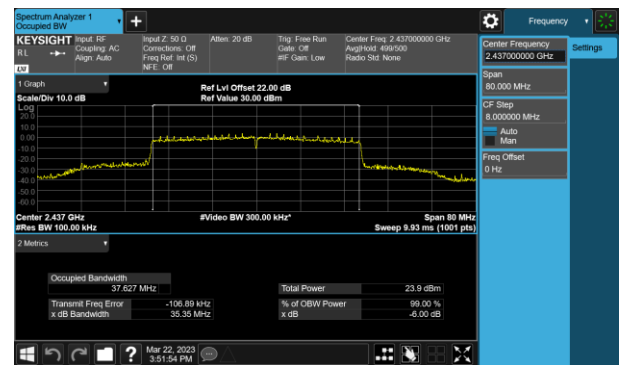 Spectrum Analyzer 1
Occupied BW
Frequency
KEYSIGHT
RL
Input: RF
Coupling: AC
Align: Auto
Input Z: 50 Ω
Corrections: Off
Freq Ref: Int (S)
NFE: Off
Atten: 20 dB
Trig: Free Run
Gate: Off
#IF Gain: Low
Center Freq: 2.437000000 GHz
Avg|Hold: 499/500
Radio Std: None
LXI
Center Frequency
2.437000000 GHz
Settings
Span
80.000 MHz
CF Step
8.000000 MHz
Auto
Man
Freq Offset
0 Hz
1 Graph
Scale/Div 10.0 dB
Ref Lvl Offset 22.00 dB
Ref Value 30.00 dBm
Log
20.0
10.0
0.00
-10.0
-20.0
-30.0
-40.0
-50.0
-60.0
Center 2.437 GHz
#Res BW 100.00 kHz
#Video BW 300.00 kHz*
Span 80 MHz
Sweep 9.93 ms (1001 pts)
2 Metrics
Occupied Bandwidth
37.627 MHz
Total Power 23.9 dBm
Transmit Freq Error -106.89 kHz
% of OBW Power 99.00 %
x dB Bandwidth 35.35 MHz
x dB -6.00 dB
?
Mar 22, 2023
3:51:54 PM